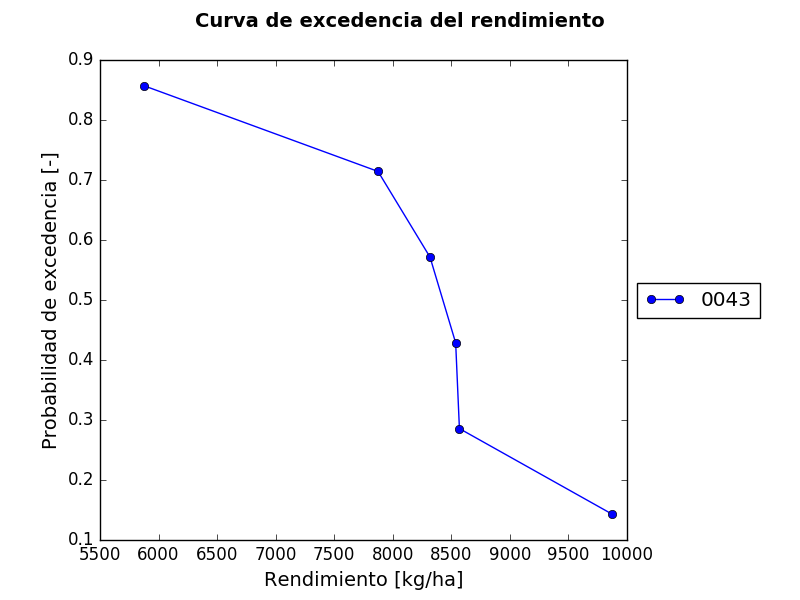 Curva de excedencia del rendimiento
0.9
0.8
0.7
0.6
0.5
0.4
0.3
0.2
0.1
Probabilidad de excedencia [-]
5500 6000 6500 7000 7500 8000 8500 9000 9500 10000
Rendimiento [kg/ha]
0043